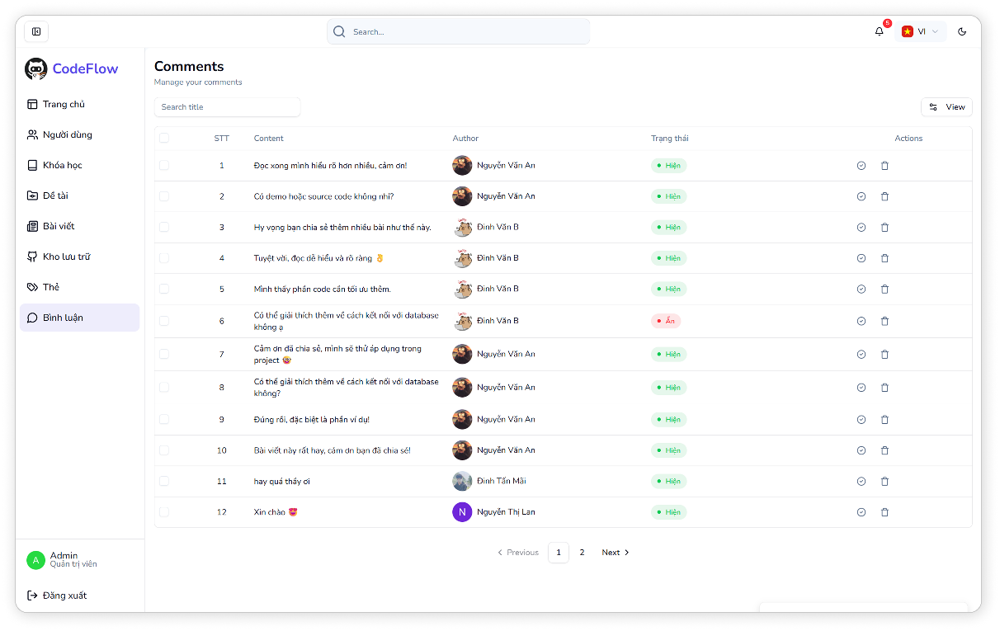 Search...
5
VI
CodeFlow
Trang chủ
Người dùng
Khóa học
Đề tài
Bài viết
Kho lưu trữ
Thẻ
Bình luận
A
Admin
Quản trị viên
Đăng xuất
Comments
Manage your comments
Search title
View
STT Content Author Trạng thái Actions
1 Đọc xong mình hiểu rõ hơn nhiều, cảm ơn! Nguyễn Văn An Hiện
2 Có demo hoặc source code không nhỉ? Nguyễn Văn An Hiện
3 Hy vọng bạn chia sẻ thêm nhiều bài như thế này. Đinh Văn B Hiện
4 Tuyệt vời, đọc dễ hiểu và rõ ràng 👌 Đinh Văn B Hiện
5 Mình thấy phần code cần tối ưu thêm. Đinh Văn B Hiện
6 Có thể giải thích thêm về cách kết nối với database
không ạ Đinh Văn B Ẩn
7 Cảm ơn đã chia sẻ, mình sẽ thử áp dụng trong
project 🤓 Nguyễn Văn An Hiện
8 Có thể giải thích thêm về cách kết nối với database
không? Nguyễn Văn An Hiện
9 Đúng rồi, đặc biệt là phần ví dụ! Nguyễn Văn An Hiện
10 Bài viết này rất hay, cảm ơn bạn đã chia sẻ! Nguyễn Văn An Hiện
11 hay quá thầy ơi Đinh Tấn Mãi Hiện
12 Xin chào 😍 N Nguyễn Thị Lan Hiện
Previous 1 2 Next